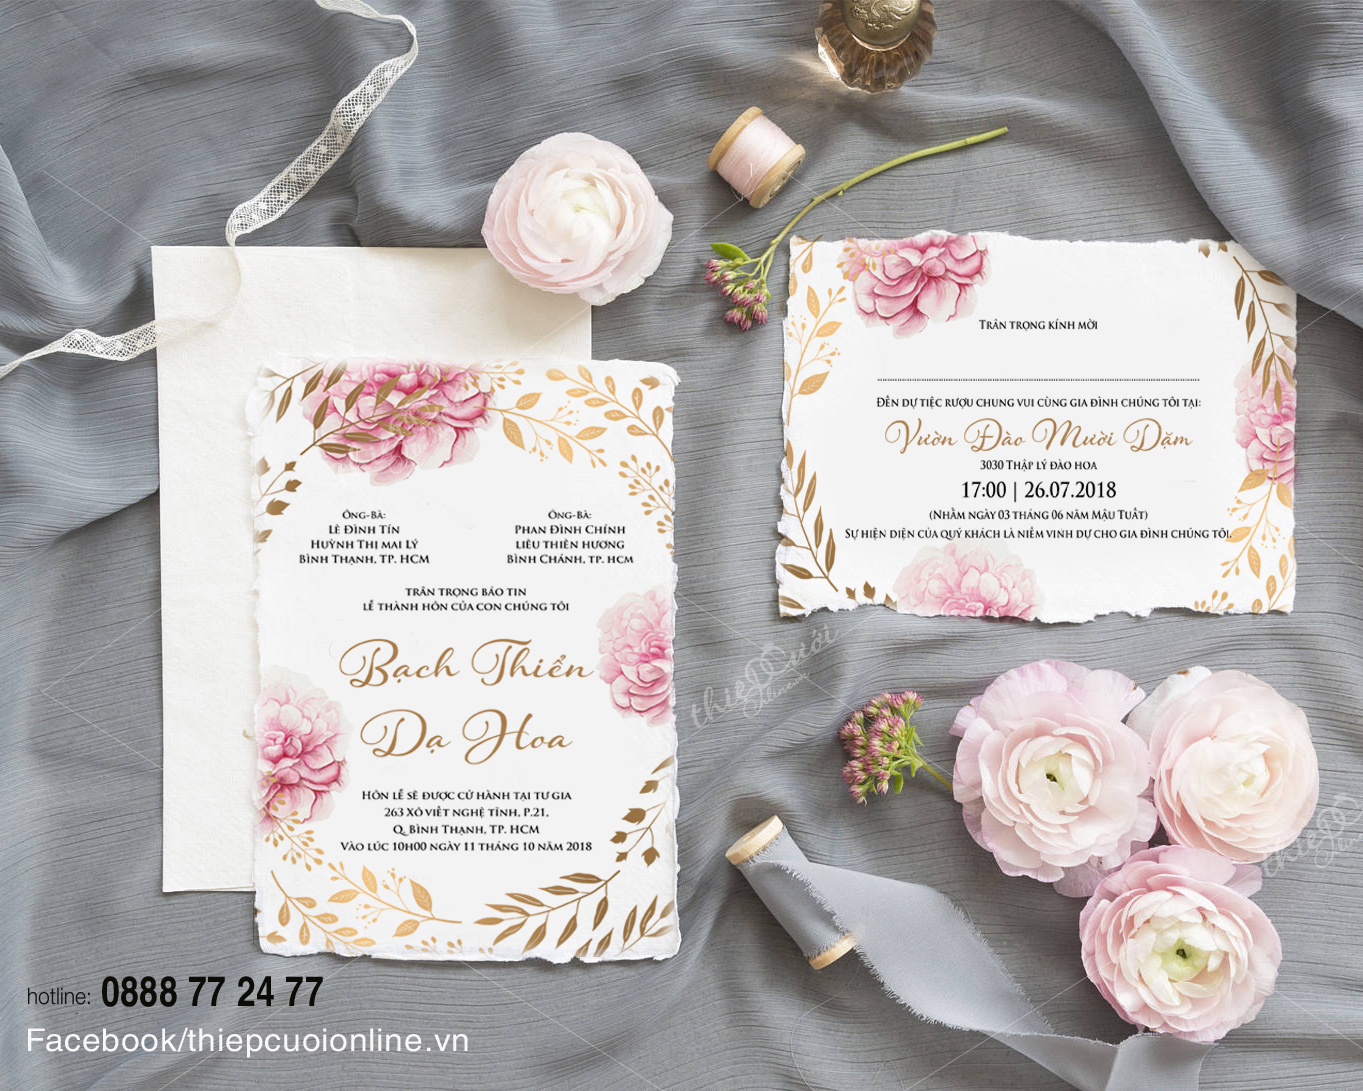 Ông-Bà:
Lê Đình Tín
Huỳnh Thị Mai Lý
Bình Thạnh, TP. HCM
Ông-Bà:
Phan Đình Chính
Liêu Thiên Hương
Bình Chánh, TP. HCM
TRÂN TRỌNG BÁO TIN
LỄ THÀNH HÔN CỦA CON CHÚNG TÔI
Bạch Thiển
Dạ Hoa
HÔN LỄ SẼ ĐƯỢC CỬ HÀNH TẠI TƯ GIA
263 XÔ VIẾT NGHỆ TĨNH, P.21,
Q. BÌNH THẠNH, TP. HCM
VÀO LÚC 10H00 NGÀY 11 THÁNG 10 NĂM 2018
TRÂN TRỌNG KÍNH MỜI
ĐẾN DỰ TIỆC RƯỢU CHUNG VUI CÙNG GIA ĐÌNH CHÚNG TÔI TẠI:
Vườn Đào Mười Dặm
3030 THẬP LÝ ĐÀO HOA
17:00 | 26.07.2018
(NHẰM NGÀY 03 THÁNG 06 NĂM MẬU TUẤT)
SỰ HIỆN DIỆN CỦA QUÝ KHÁCH LÀ NIỀM VINH DỰ CHO GIA ĐÌNH CHÚNG TÔI.
thiepCưới
Online.vn
hotline: 0888 77 24 77
Facebook/thiepcuoionline.vn